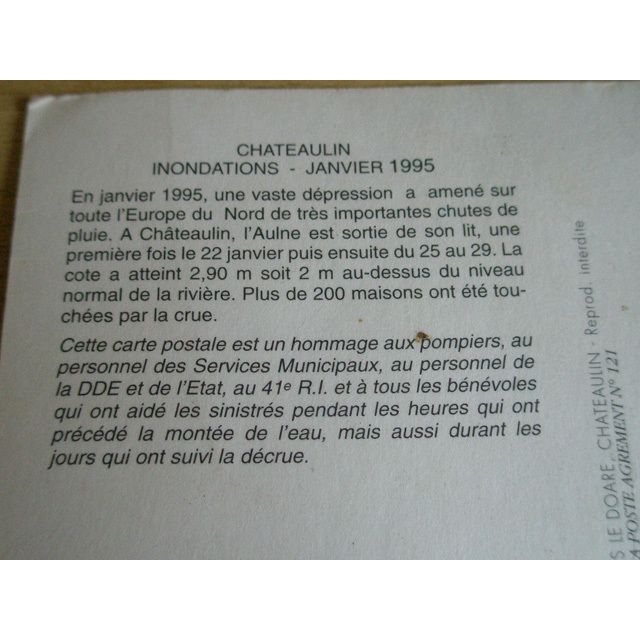 CHATEAULIN
INONDATIONS - JANVIER 1995
En janvier 1995, une vaste dépression a amené sur
toute l'Europe du Nord de très importantes chutes de
pluie. A Châteaulin, l'Aulne est sortie de son lit, une
première fois le 22 janvier puis ensuite du 25 au 29. La
cote a atteint 2,90 m soit 2 m au-dessus du niveau
normal de la rivière. Plus de 200 maisons ont été tou-
chées par la crue.
Cette carte postale est un hommage aux pompiers, au
personnel des Services Municipaux, au personnel de
la DDE et de l'Etat, au 41e R.I. et à tous les bénévoles
qui ont aidé les sinistrés pendant les heures qui ont
précédé la montée de l'eau, mais aussi durant les
jours qui ont suivi la décrue.
S LE DOARE, CHATEAULIN - Reprod. interdite
A POSTE AGREMENT N° 121